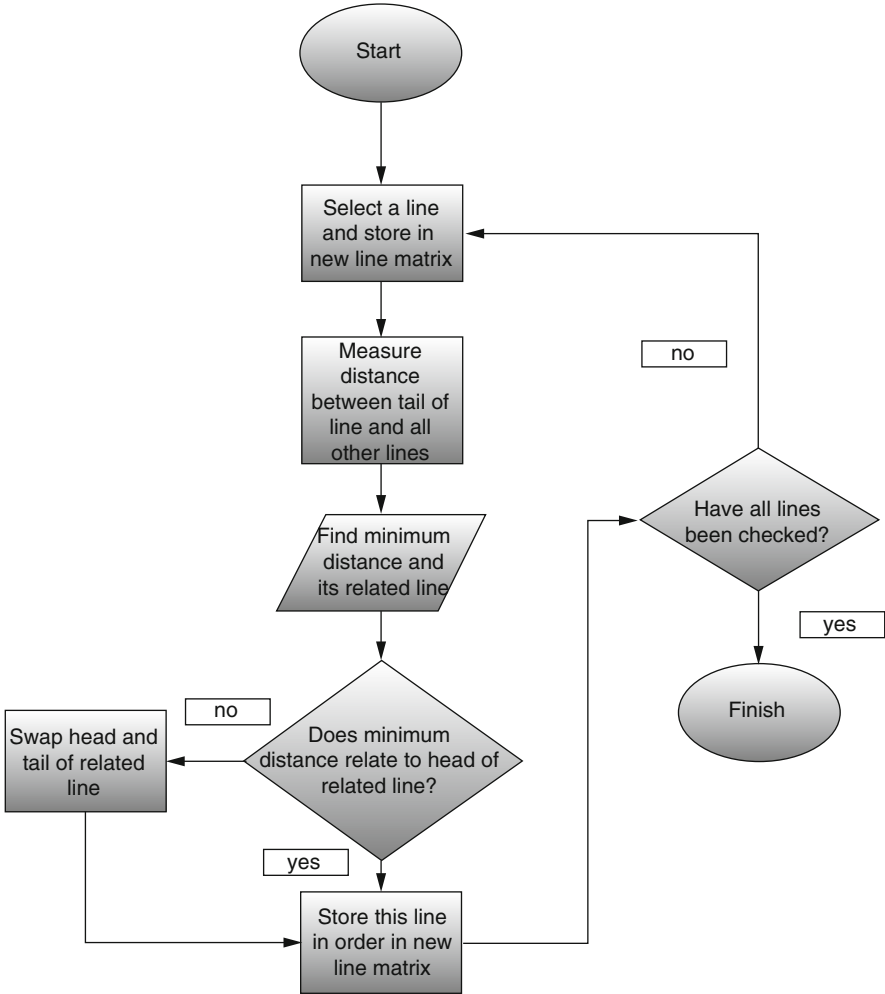 Start
Select a line
and store in
new line matrix
Measure
distance
between tail of
line and all
other lines
Find minimum
distance and
its related line
Does minimum
distance relate to head of
related line?
no
Swap head and
tail of related
line
yes
Store this line
in order in new
line matrix
Have all lines
been checked?
no
yes
Finish